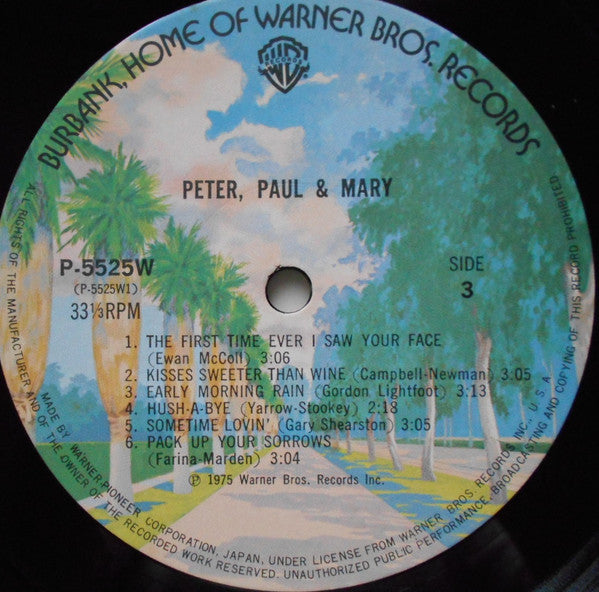 BURBANK, HOME OF WARNER BROS. RECORDS
WB
RECORDS
PETER, PAUL & MARY
P-5525W
(P-5525W1)
33⅓RPM
SIDE
3
1. THE FIRST TIME EVER I SAW YOUR FACE
(Ewan McColl) 3:06
2. KISSES SWEETER THAN WINE (Campbell-Newman) 3:05
3. EARLY MORNING RAIN (Gordon Lightfoot) 3:13
4. HUSH-A-BYE (Yarrow-Stookey) 2:18
5. SOMETIME LOVIN' (Gary Shearston) 3:05
6. PACK UP YOUR SORROWS
(Farina-Marden) 3:04
℗ 1975 Warner Bros. Records Inc.
MADE BY WARNER-PIONEER CORPORATION, JAPAN, UNDER LICENSE FROM WARNER BROS. RECORDS INC. U.S.A.
ALL RIGHTS OF THE MANUFACTURER AND OF THE OWNER OF THE RECORDED WORK RESERVED. UNAUTHORIZED PUBLIC PERFORMANCE, BROADCASTING AND COPYING OF THIS RECORD PROHIBITED